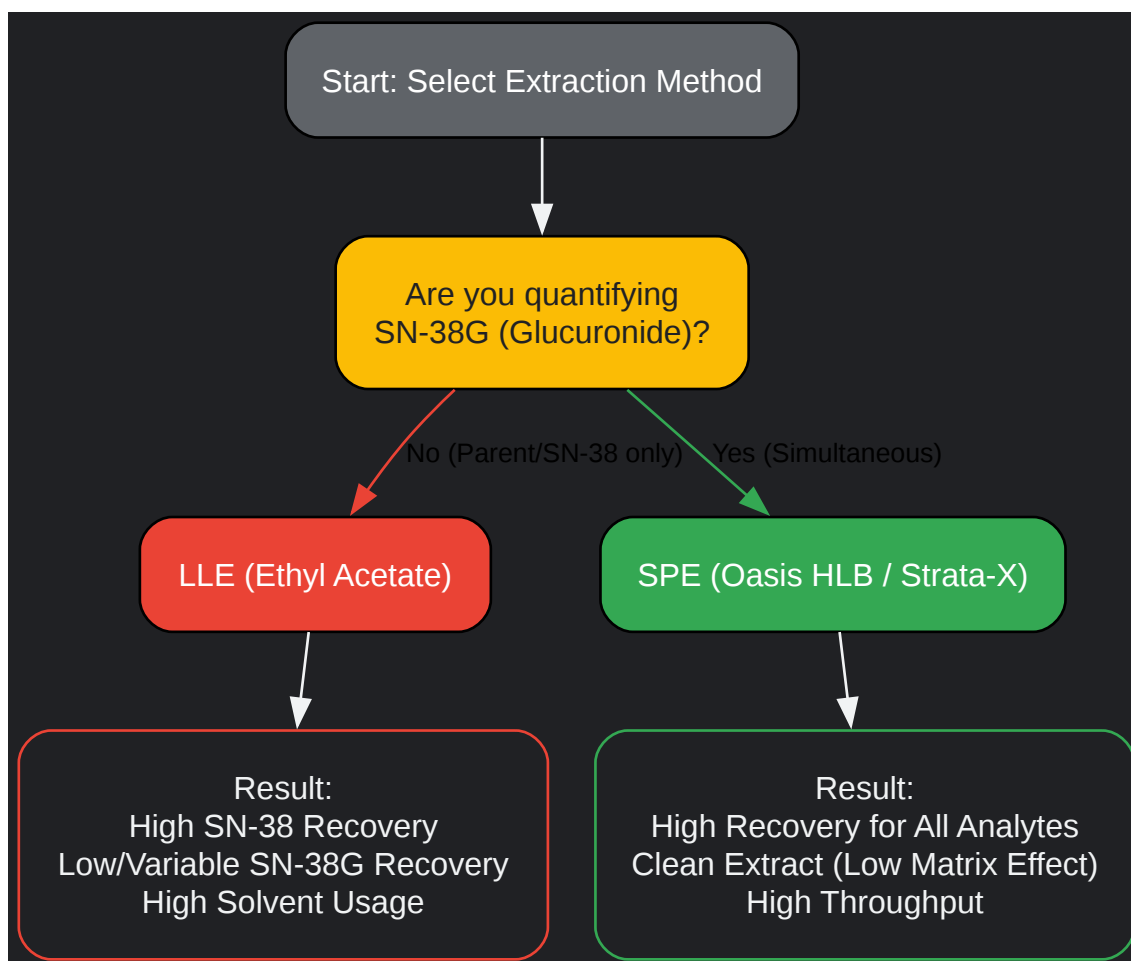 Start: Select Extraction Method
Are you quantifying
SN-38G (Glucuronide)?
No (Parent/SN-38 only)
Yes (Simultaneous)
LLE (Ethyl Acetate)
SPE (Oasis HLB / Strata-X)
Result:
High SN-38 Recovery
Low/Variable SN-38G Recovery
High Solvent Usage
Result:
High Recovery for All Analytes
Clean Extract (Low Matrix Effect)
High Throughput